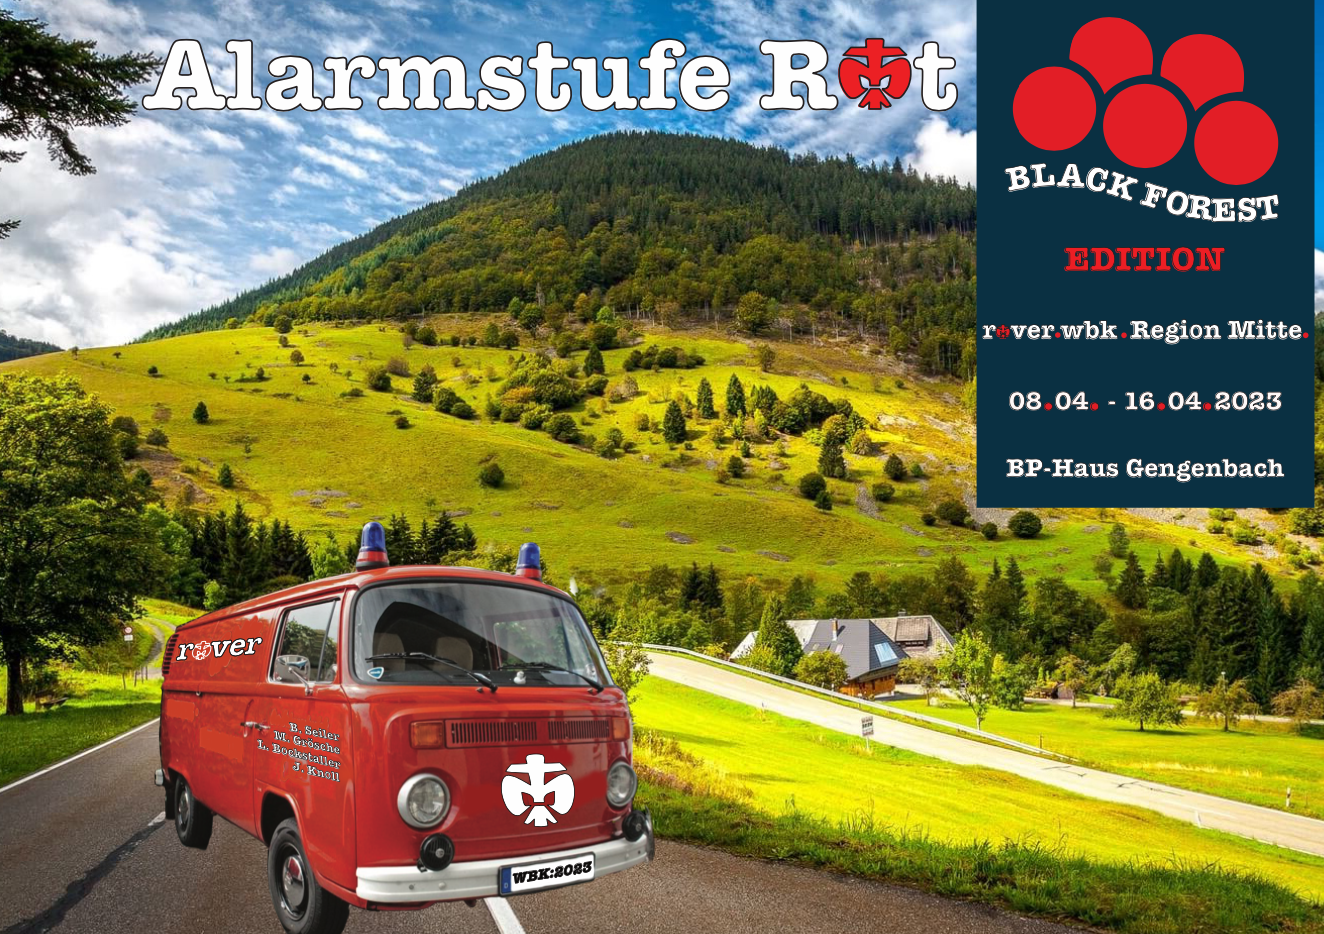 Alarmstufe Rot
BLACK FOREST
EDITION
rover.wbk.Region Mitte.
08.04. - 16.04.2023
BP-Haus Gengenbach
rover
B. Seiler
M. Grösche
L. Bockstaller
J. Knoll
WBK:2023